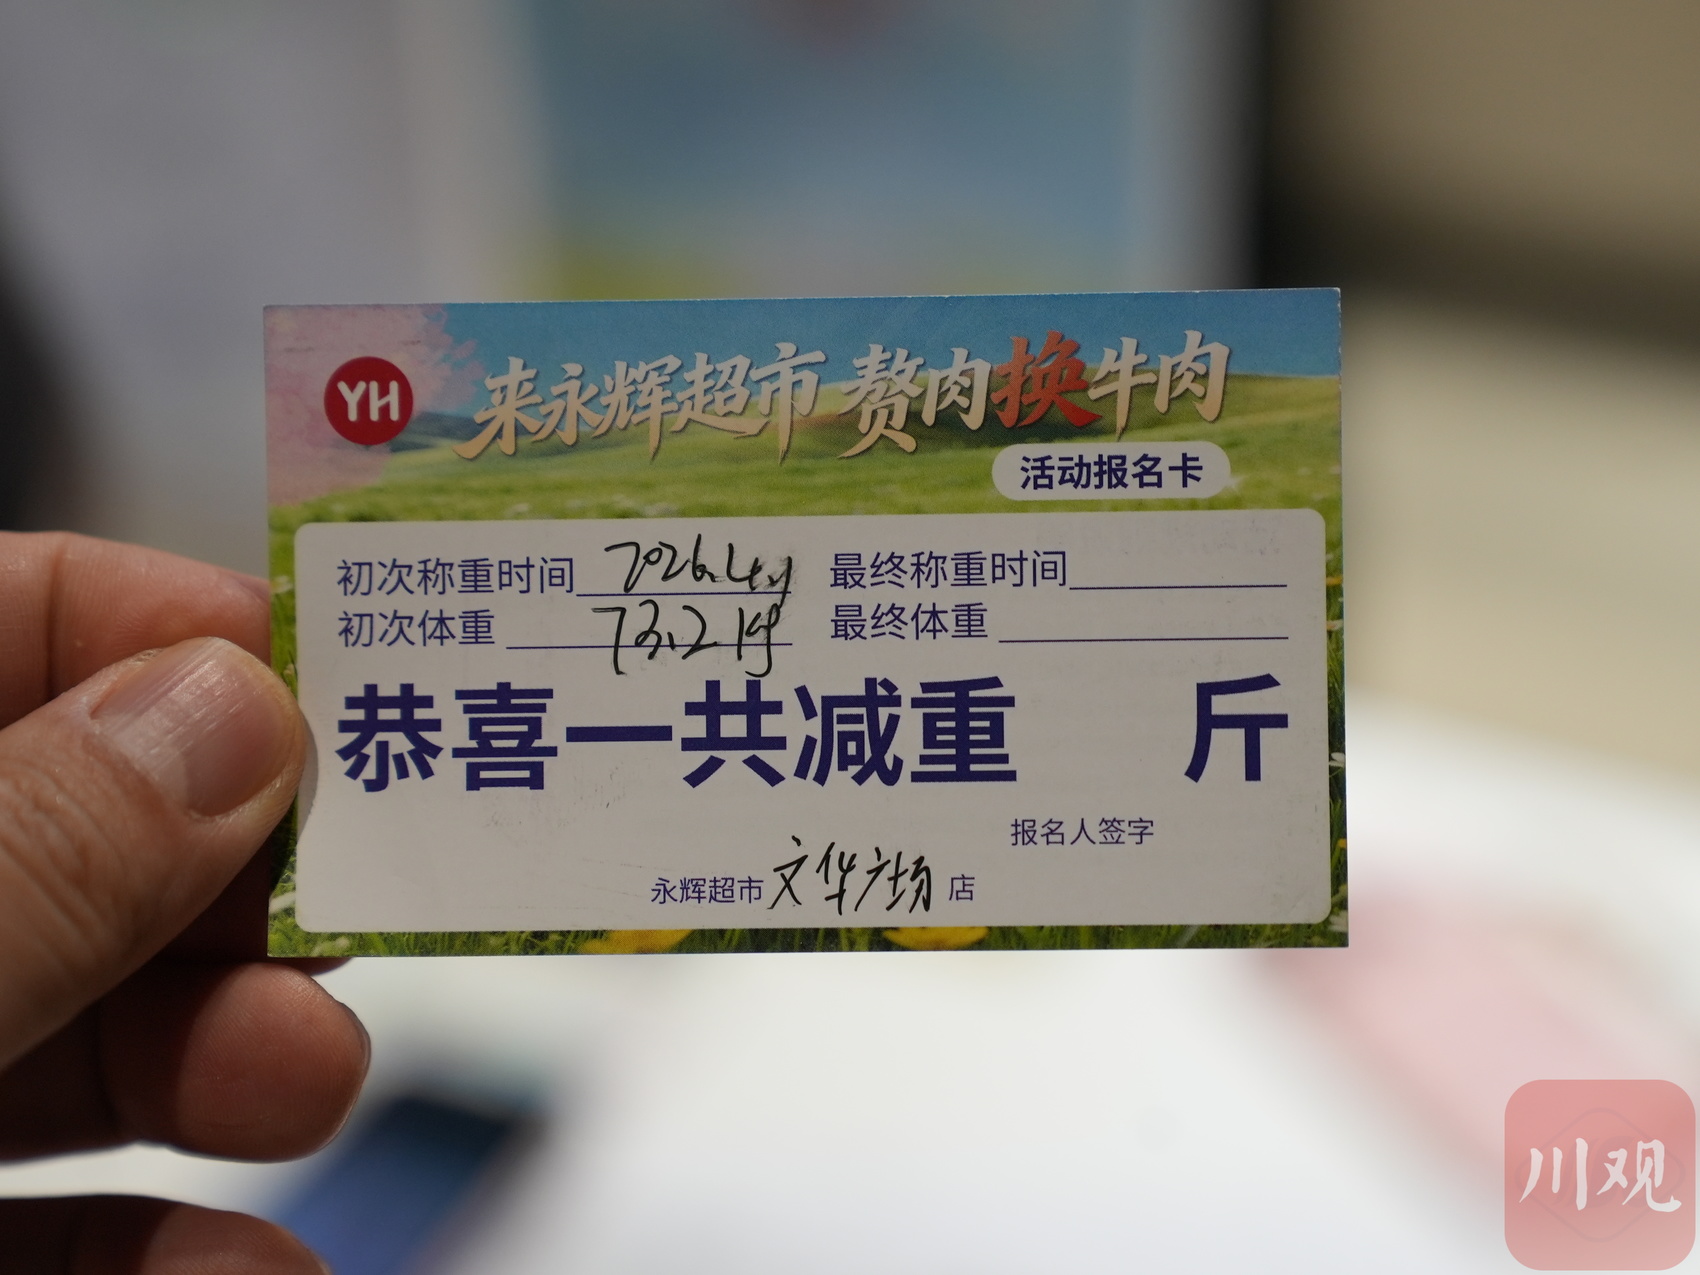 YH
来永辉超市 赘肉换牛肉
活动报名卡
初次称重时间 2026.4.
最终称重时间
初次体重 73.2 kg
最终体重
恭喜一共减重 斤
报名人签字
永辉超市文华广场店
川观